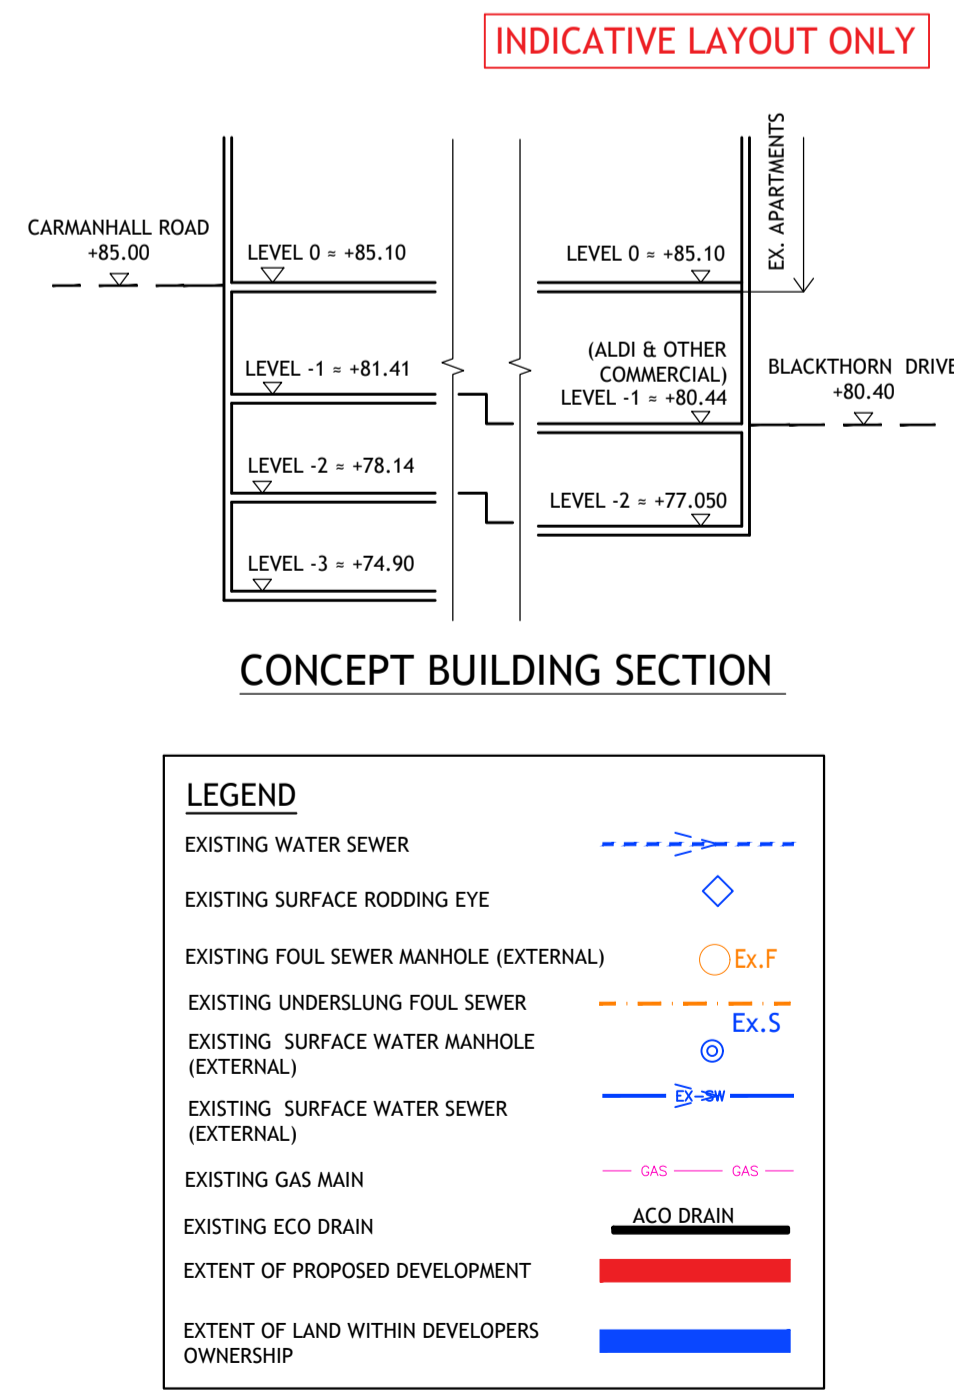 INDICATIVE LAYOUT ONLY
EX. APARTMENTS
CARMANHALL ROAD
+85.00
LEVEL 0 ≈ +85.10
LEVEL 0 ≈ +85.10
LEVEL -1 ≈ +81.41
(ALDI & OTHER
COMMERCIAL)
LEVEL -1 ≈ +80.44
BLACKTHORN DRIVE
+80.40
LEVEL -2 ≈ +78.14
LEVEL -2 ≈ +77.050
LEVEL -3 ≈ +74.90
CONCEPT BUILDING SECTION
LEGEND
EXISTING WATER SEWER
EXISTING SURFACE RODDING EYE
EXISTING FOUL SEWER MANHOLE (EXTERNAL)
Ex.F
EXISTING UNDERSLUNG FOUL SEWER
Ex.S
EXISTING SURFACE WATER MANHOLE
(EXTERNAL)
EX-SW
EXISTING SURFACE WATER SEWER
(EXTERNAL)
EXISTING GAS MAIN
GAS GAS
EXISTING ECO DRAIN
ACO DRAIN
EXTENT OF PROPOSED DEVELOPMENT
EXTENT OF LAND WITHIN DEVELOPERS
OWNERSHIP